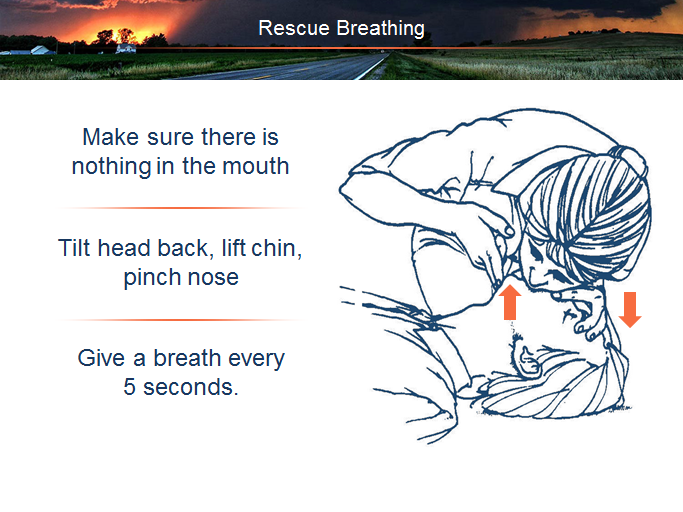 Rescue Breathing
Make sure there is
nothing in the mouth
Tilt head back, lift chin,
pinch nose
Give a breath every
5 seconds.